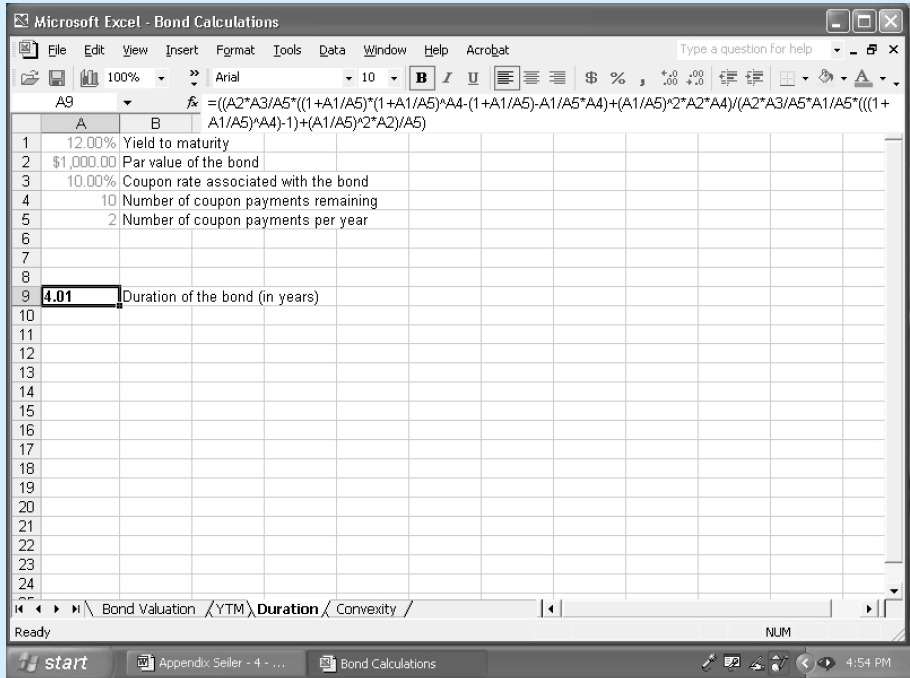 Microsoft Excel - Bond Calculations
File Edit View Insert Format Tools Data Window Help Acrobat Type a question for help
100% Arial 10 B I U $ % , .0 .00 .00 .0 A
A9 fx =((A2*A3/A5*((1+A1/A5)*(1+A1/A5)^A4-(1+A1/A5)-A1/A5*A4)+(A1/A5)^2*A2*A4)/(A2*A3/A5*A1/A5*(((1+
A1/A5)^A4)-1)+(A1/A5)^2*A2)/A5)
A B
1 12.00% Yield to maturity
2 $1,000.00 Par value of the bond
3 10.00% Coupon rate associated with the bond
4 10 Number of coupon payments remaining
5 2 Number of coupon payments per year
6
7
8
9 4.01 Duration of the bond (in years)
10
11
12
13
14
15
16
17
18
19
20
21
22
23
24
Bond Valuation YTM Duration Convexity
Ready NUM
start Appendix Seiler - 4 - ... Bond Calculations 4:54 PM